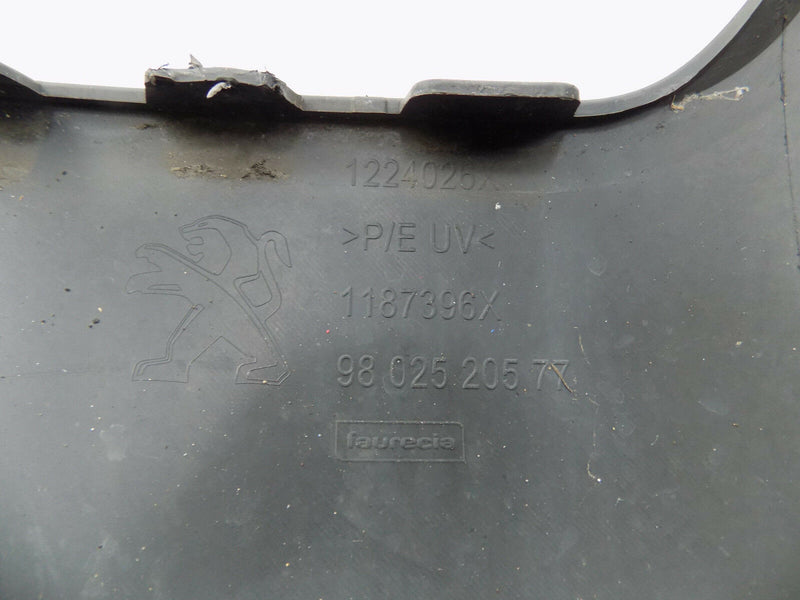 1224026X
>P/E UV<
1187396X
98 025 205 77
faurecia